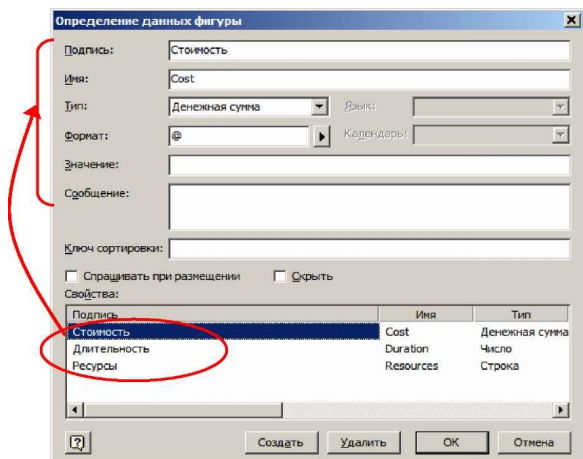 Определение данных фигуры
Подпись: Стоимость
Имя: Cost
Тип: Денежная сумма Язык:
Формат: @ Календарь:
Значение:
Сообщение:
Ключ сортировки:
Спрашивать при размещении Скрыть
Свойства:
Подпись Имя Тип
Стоимость Cost Денежная сумма
Длительность Duration Число
Ресурсы Resources Строка
Создать Удалить ОК Отмена